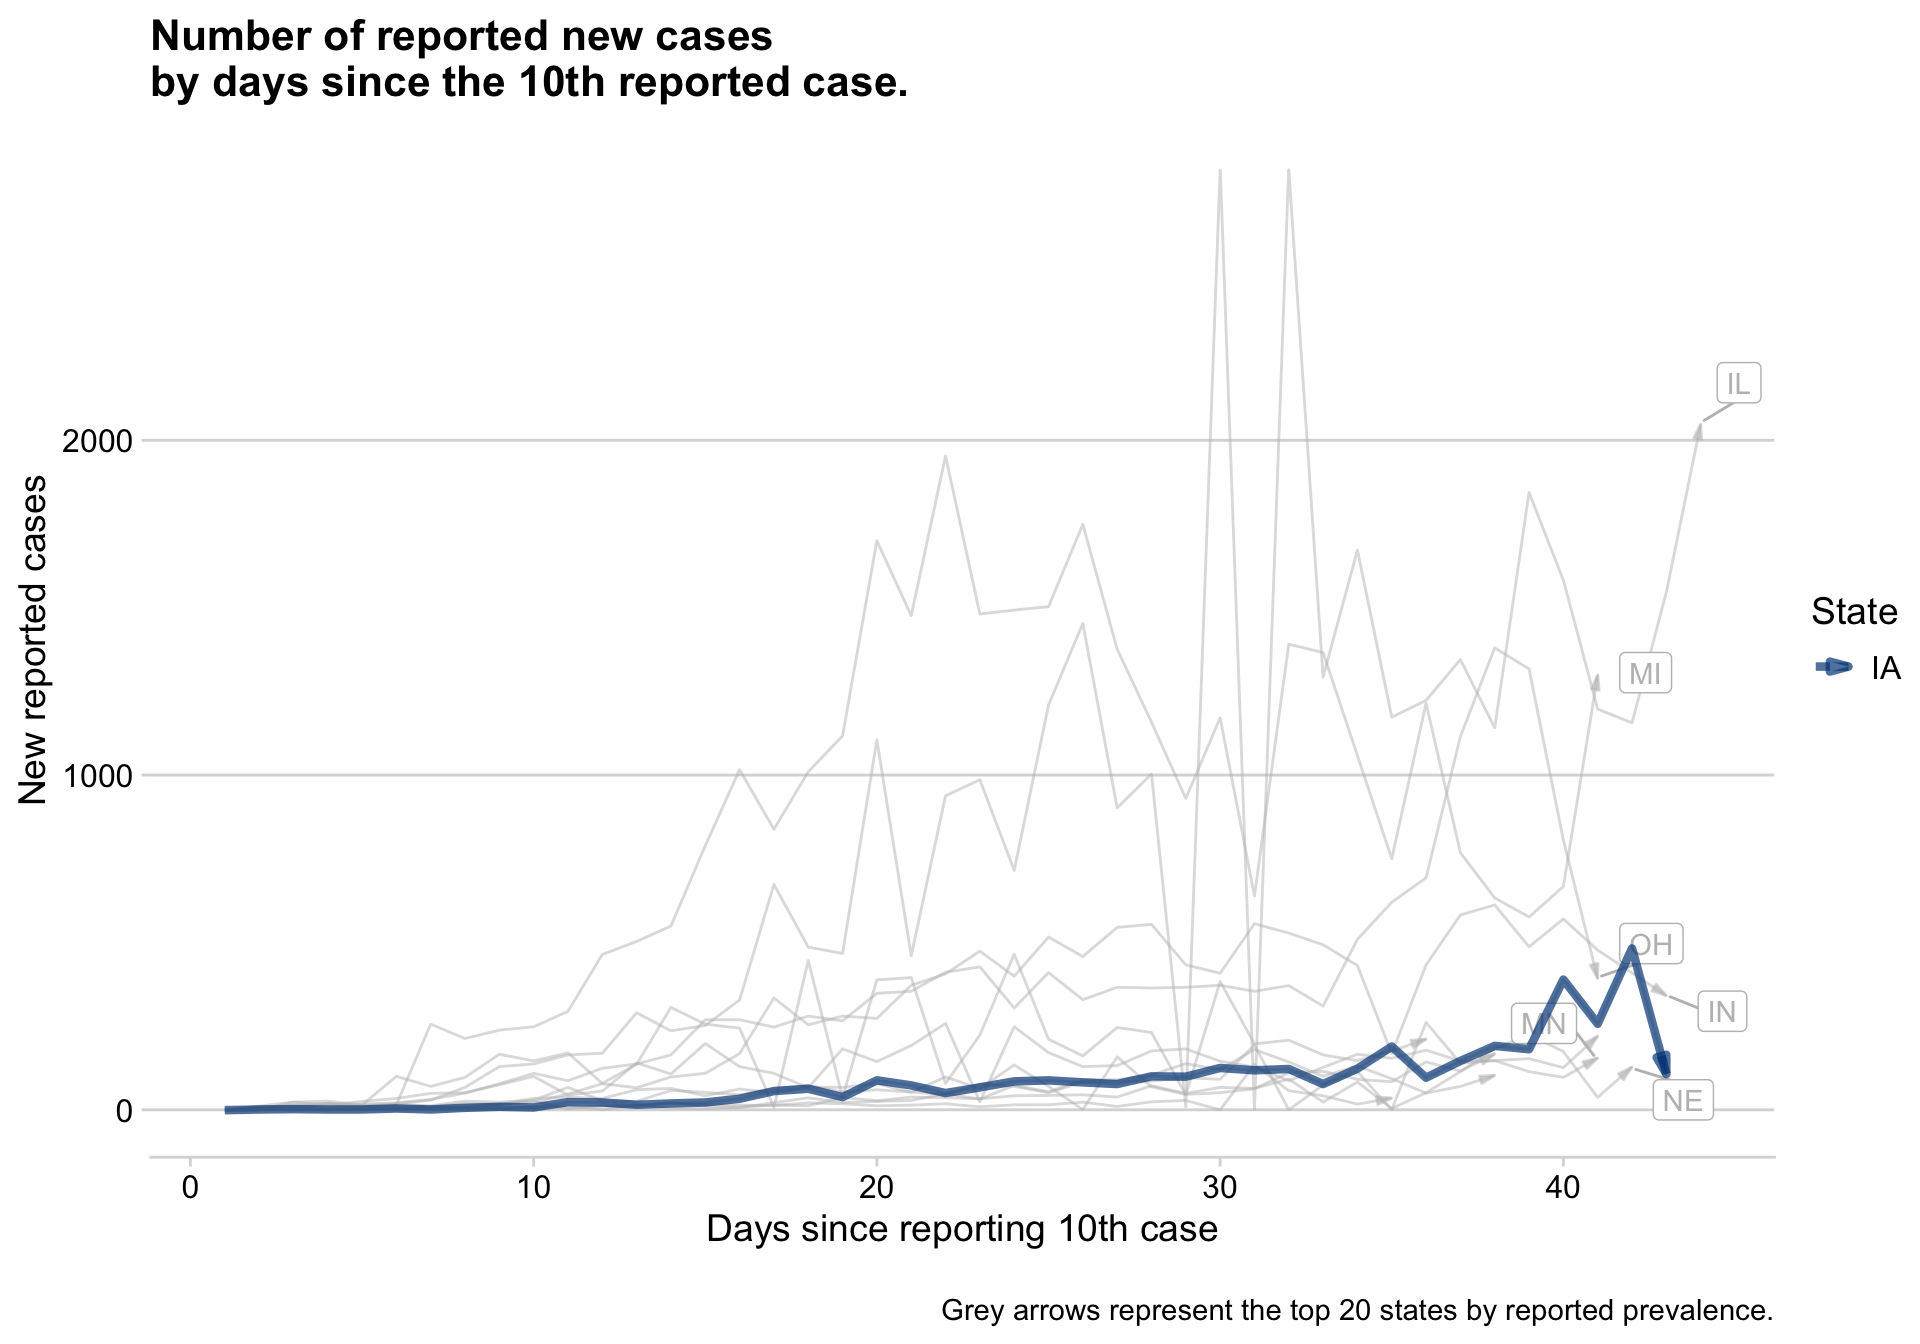 Number of reported new cases
by days since the 10th reported case.
New reported cases
2000
1000
0
IL
MI
OH
IN
MN
NE
State
IA
0
10
20
30
40
Days since reporting 10th case
Grey arrows represent the top 20 states by reported prevalence.